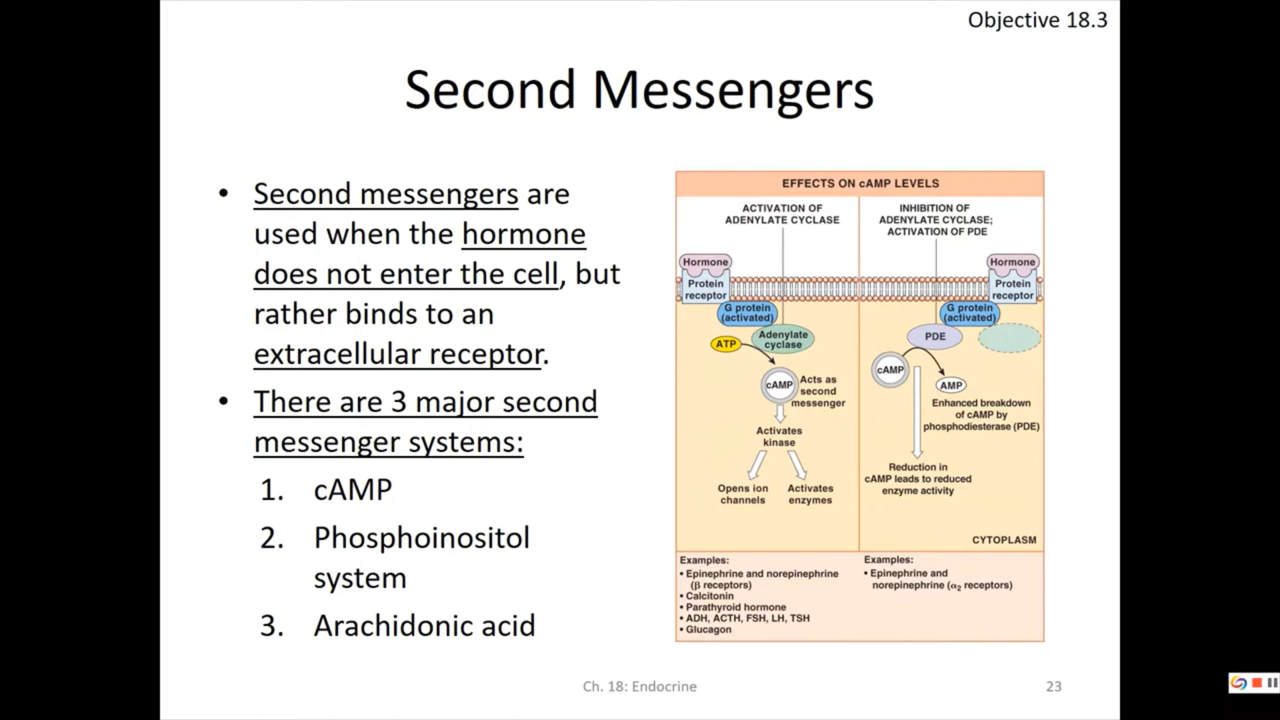 Objective 18.3
Second Messengers
• Second messengers are
used when the hormone
does not enter the cell, but
rather binds to an
extracellular receptor.
• There are 3 major second
messenger systems:
1. cAMP
2. Phosphoinositol
system
3. Arachidonic acid
EFFECTS ON cAMP LEVELS
ACTIVATION OF
ADENYLATE CYCLASE
Hormone
Protein
receptor
G protein
(activated)
Adenylate
cyclase
ATP
cAMP
Acts as
second
messenger
Activates
kinase
Opens ion
channels
Activates
enzymes
Examples:
• Epinephrine and norepinephrine
(β receptors)
• Calcitonin
• Parathyroid hormone
• ADH, ACTH, FSH, LH, TSH
• Glucagon
INHIBITION OF
ADENYLATE CYCLASE;
ACTIVATION OF PDE
Hormone
Protein
receptor
G protein
(activated)
PDE
cAMP
AMP
Enhanced breakdown
of cAMP by
phosphodiesterase (PDE)
Reduction in
cAMP leads to reduced
enzyme activity
CYTOPLASM
Examples:
• Epinephrine and
norepinephrine (α₂ receptors)
Ch. 18: Endocrine
23